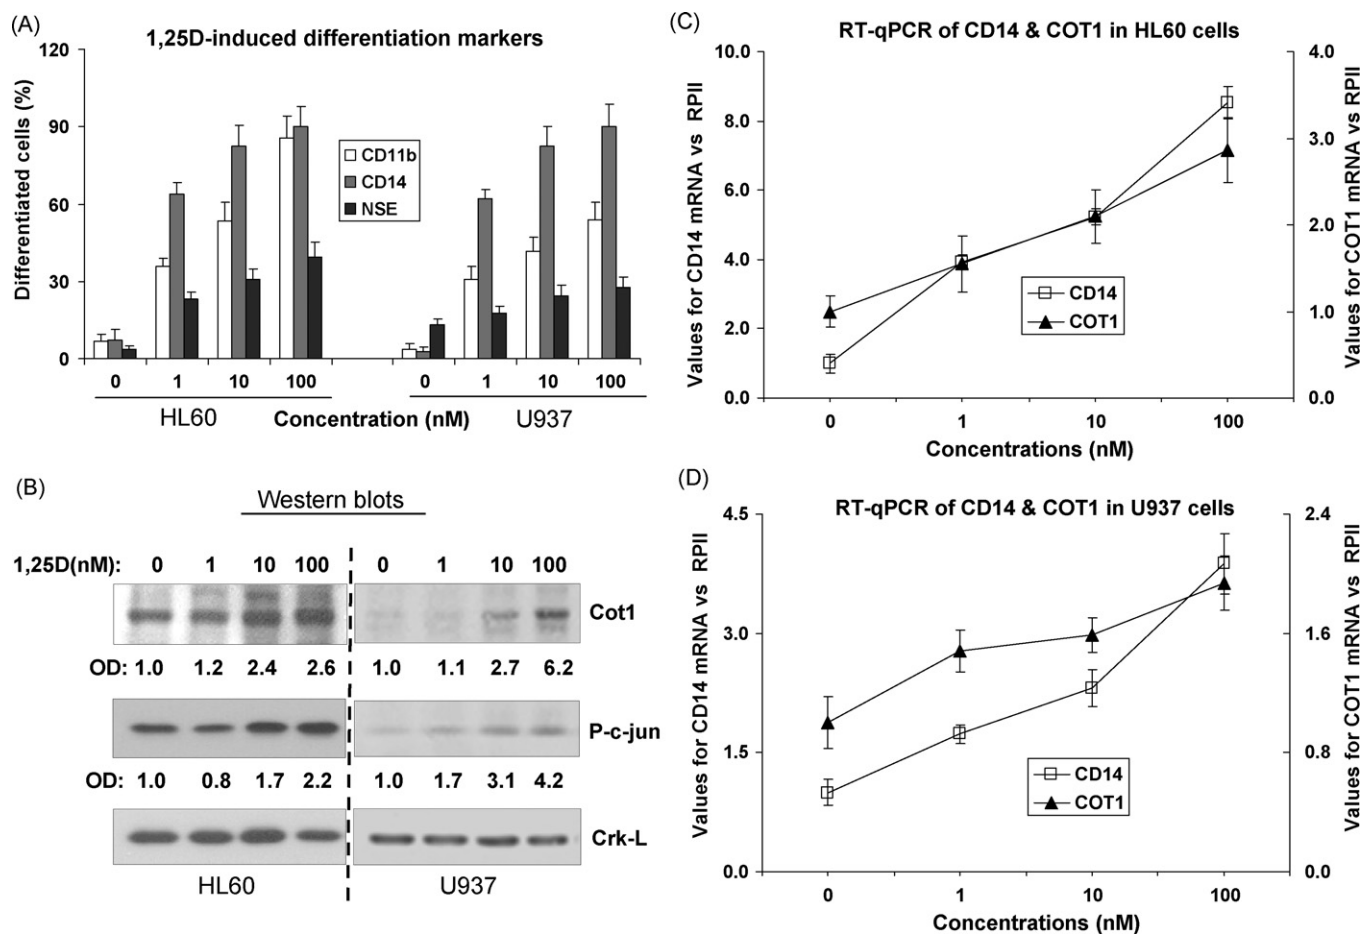 (A)
1,25D-induced differentiation markers
Differentiated cells (%)
120
90
60
30
0
CD11b
CD14
NSE
0 1 10 100 0 1 10 100
HL60 Concentration (nM) U937
(B)
Western blots
1,25D(nM): 0 1 10 100 0 1 10 100
Cot1
OD: 1.0 1.2 2.4 2.6 1.0 1.1 2.7 6.2
P-c-jun
OD: 1.0 0.8 1.7 2.2 1.0 1.7 3.1 4.2
Crk-L
HL60 U937
(C)
RT-qPCR of CD14 & COT1 in HL60 cells
Values for CD14 mRNA vs RPII
10.0
8.0
6.0
4.0
2.0
0.0
Values for COT1 mRNA vs RPII
4.0
3.0
2.0
1.0
0.0
CD14
COT1
0 1 10 100
Concentrations (nM)
(D)
RT-qPCR of CD14 & COT1 in U937 cells
Values for CD14 mRNA vs RPII
4.5
3.0
1.5
0.0
Values for COT1 mRNA vs RPII
2.4
1.6
0.8
0.0
CD14
COT1
0 1 10 100
Concentrations (nM)